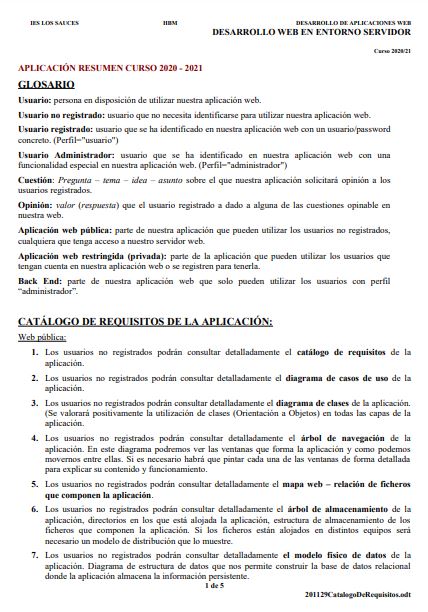 IES LOS SAUCES HBM DESARROLLO DE APLICACIONES WEB
DESARROLLO WEB EN ENTORNO SERVIDOR
Curso 2020/21
APLICACIÓN RESUMEN CURSO 2020 - 2021
GLOSARIO
Usuario: persona en disposición de utilizar nuestra aplicación web.
Usuario no registrado: usuario que no necesita identificarse para utilizar nuestra aplicación web.
Usuario registrado: usuario que se ha identificado en nuestra aplicación web con un usuario/password
concreto. (Perfil="usuario")
Usuario Administrador: usuario que se ha identificado en nuestra aplicación web con una
funcionalidad especial en nuestra aplicación web. (Perfil="administrador")
Cuestión: Pregunta – tema – idea – asunto sobre el que nuestra aplicación solicitará opinión a los
usuarios registrados.
Opinión: valor (respuesta) que el usuario registrado a dado a alguna de las cuestiones opinable en
nuestra web.
Aplicación web pública: parte de nuestra aplicación que pueden utilizar los usuarios no registrados,
cualquiera que tenga acceso a nuestro servidor web.
Aplicación web restringida (privada): parte de la aplicación que pueden utilizar los usuarios que
tengan cuenta en nuestra aplicación web o se registren para tenerla.
Back End: parte de nuestra aplicación web que solo pueden utilizar los usuarios con perfil
“administrador”.
CATÁLOGO DE REQUISITOS DE LA APLICACIÓN:
Web pública:
1. Los usuarios no registrados podrán consultar detalladamente el catálogo de requisitos de la
aplicación.
2. Los usuarios no registrados podrán consultar detalladamente el diagrama de casos de uso de la
aplicación.
3. Los usuarios no registrados podrán consultar detalladamente el diagrama de clases de la aplicación.
(Se valorará positivamente la utilización de clases (Orientación a Objetos) en todas las capas de la
aplicación.
4. Los usuarios no registrados podrán consultar detalladamente el árbol de navegación de la
aplicación. En este diagrama podremos ver las ventanas que forma la aplicación y como podemos
movernos entre ellas. Si es necesario habrá que pintar cada una de las ventanas de forma detallada
para explicar su contenido y funcionamiento.
5. Los usuarios no registrados podrán consultar detalladamente el mapa web – relación de ficheros
que componen la aplicación.
6. Los usuarios no registrados podrán consultar detalladamente el árbol de almacenamiento de la
aplicación, directorios en los que está alojada la aplicación, estructura de almacenamiento de los
ficheros que componen la aplicación. Si los ficheros están alojados en distintos equipos será
necesario un modelo de distribución que lo muestre.
7. Los usuarios no registrados podrán consultar detalladamente el modelo físico de datos de la
aplicación. Diagrama de estructura de datos que nos permite construir la base de datos relacional
donde la aplicación almacena la información persistente.
1 de 5
201129CatalogoDeRequisitos.odt